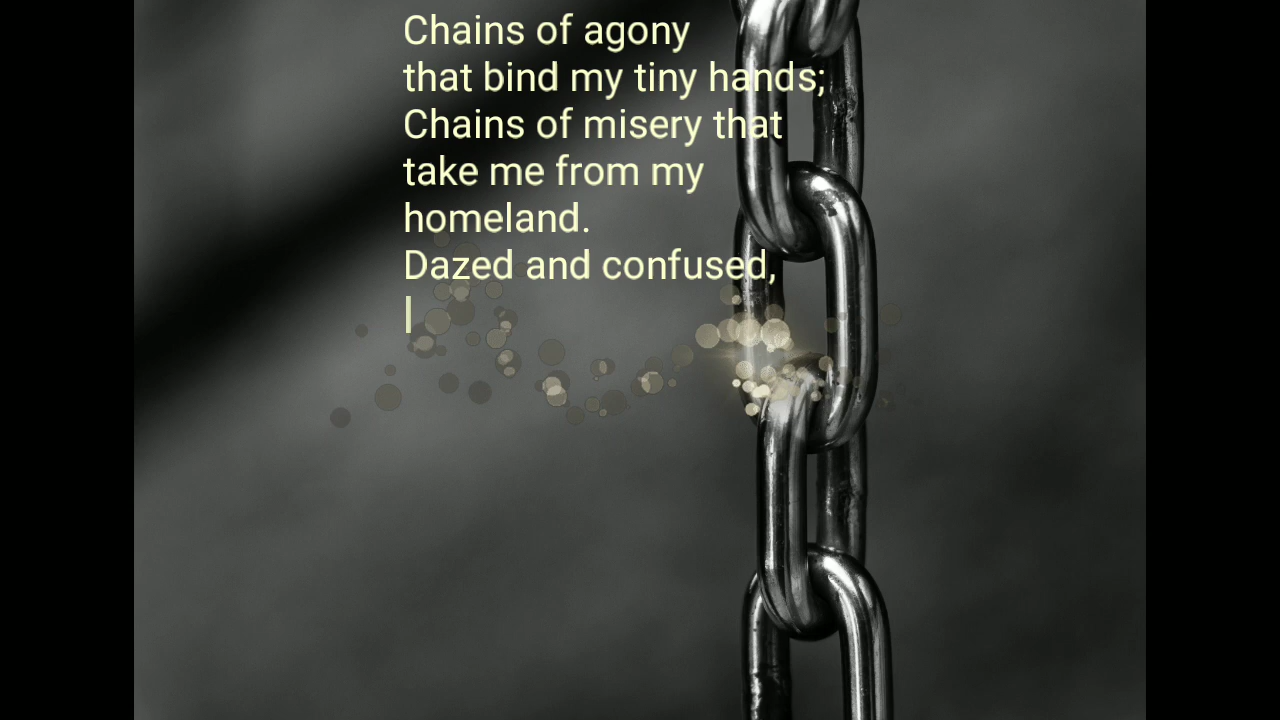 Chains of agony
that bind my tiny hands;
Chains of misery that
take me from my
homeland.
Dazed and confused,